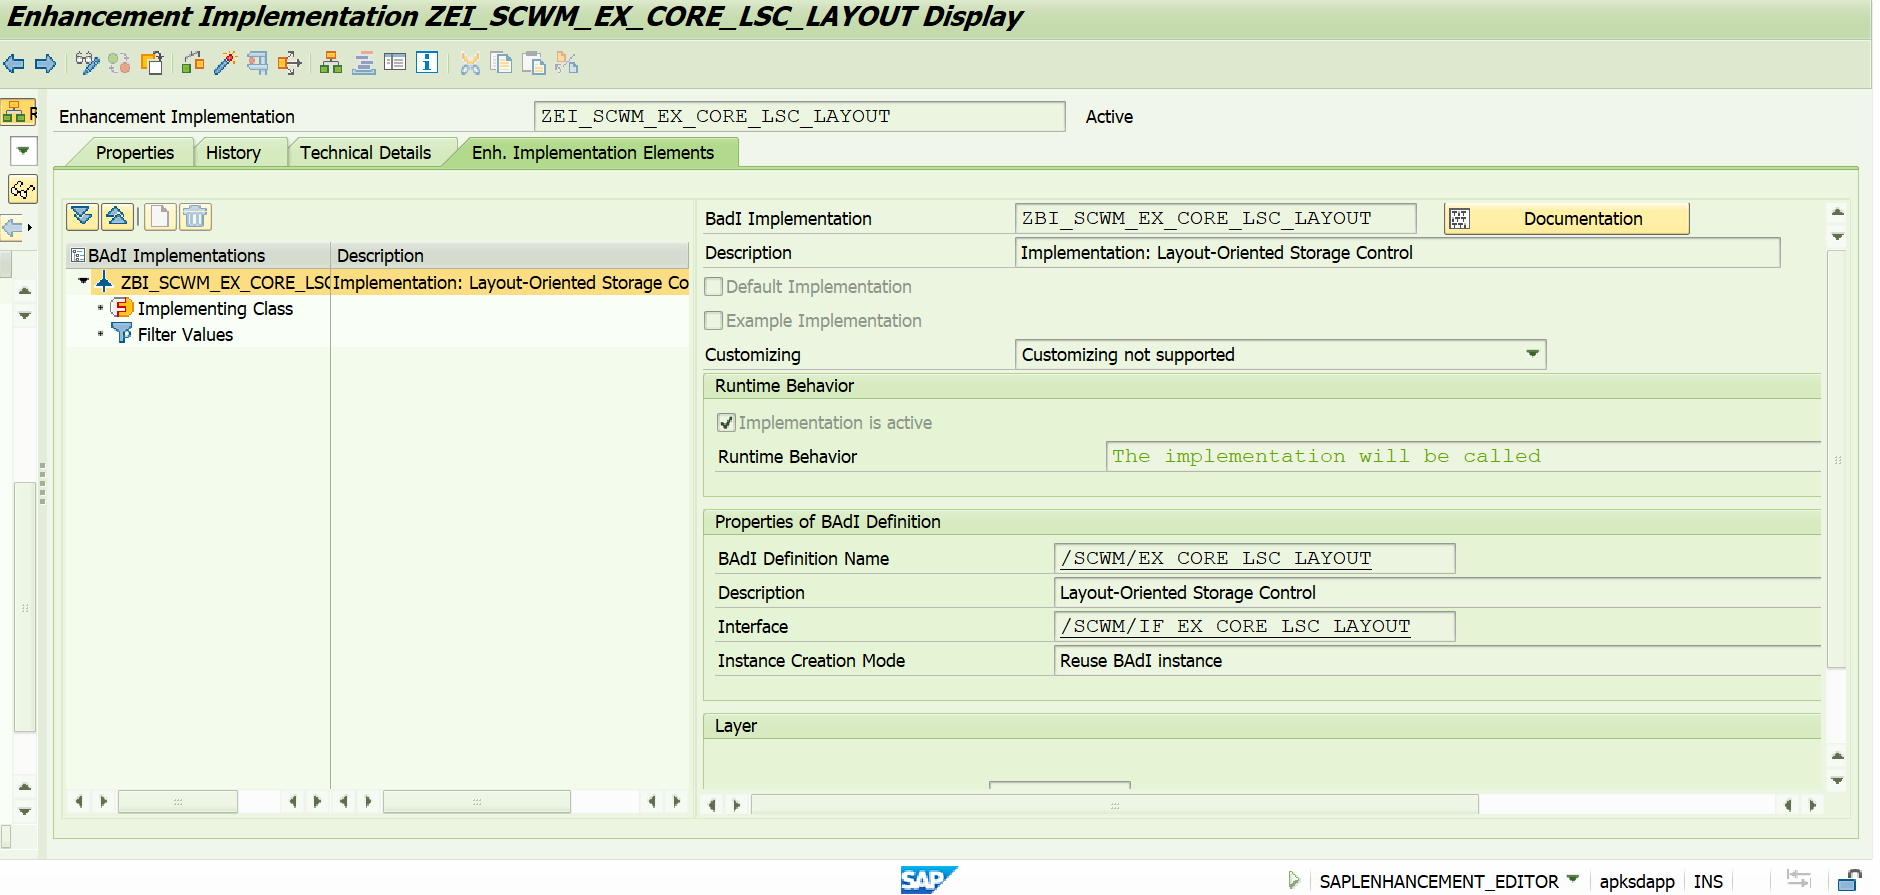 Enhancement Implementation ZEI_SCWM_EX_CORE_LSC_LAYOUT Display
Enhancement Implementation ZEI_SCWM_EX_CORE_LSC_LAYOUT Active
Properties History Technical Details Enh. Implementation Elements
BadI Implementation ZBI_SCWM_EX_CORE_LSC_LAYOUT Documentation
Description Implementation: Layout-Oriented Storage Control
BAdI Implementations Description
ZBI_SCWM_EX_CORE_LSC Implementation: Layout-Oriented Storage Co
Implementing Class
Filter Values
Default Implementation
Example Implementation
Customizing Customizing not supported
Runtime Behavior
Implementation is active
Runtime Behavior The implementation will be called
Properties of BAdI Definition
BAdI Definition Name /SCWM/EX_CORE_LSC_LAYOUT
Description Layout-Oriented Storage Control
Interface /SCWM/IF_EX_CORE_LSC_LAYOUT
Instance Creation Mode Reuse BAdI instance
Layer
SAP SAPLENHANCEMENT_EDITOR apksdapp INS